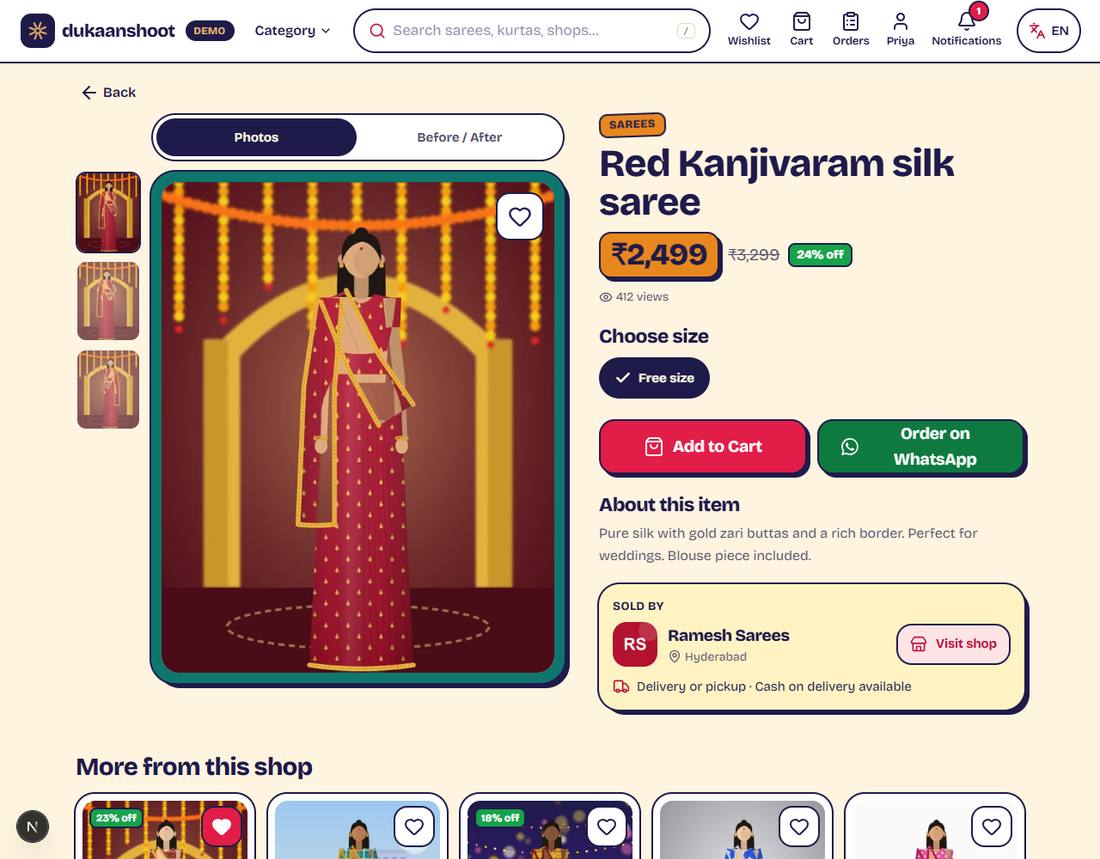 dukaanshoot
DEMO
Category
Search sarees, kurtas, shops...
/
Wishlist
Cart
Orders
Priya
1
Notifications
EN
Back
Photos
Before / After
SAREES
Red Kanjivaram silk
saree
₹2,499
₹3,299
24% off
412 views
Choose size
Free size
Add to Cart
Order on
WhatsApp
About this item
Pure silk with gold zari buttas and a rich border. Perfect for
weddings. Blouse piece included.
SOLD BY
RS
Ramesh Sarees
Hyderabad
Visit shop
Delivery or pickup · Cash on delivery available
More from this shop
23% off
18% off
N